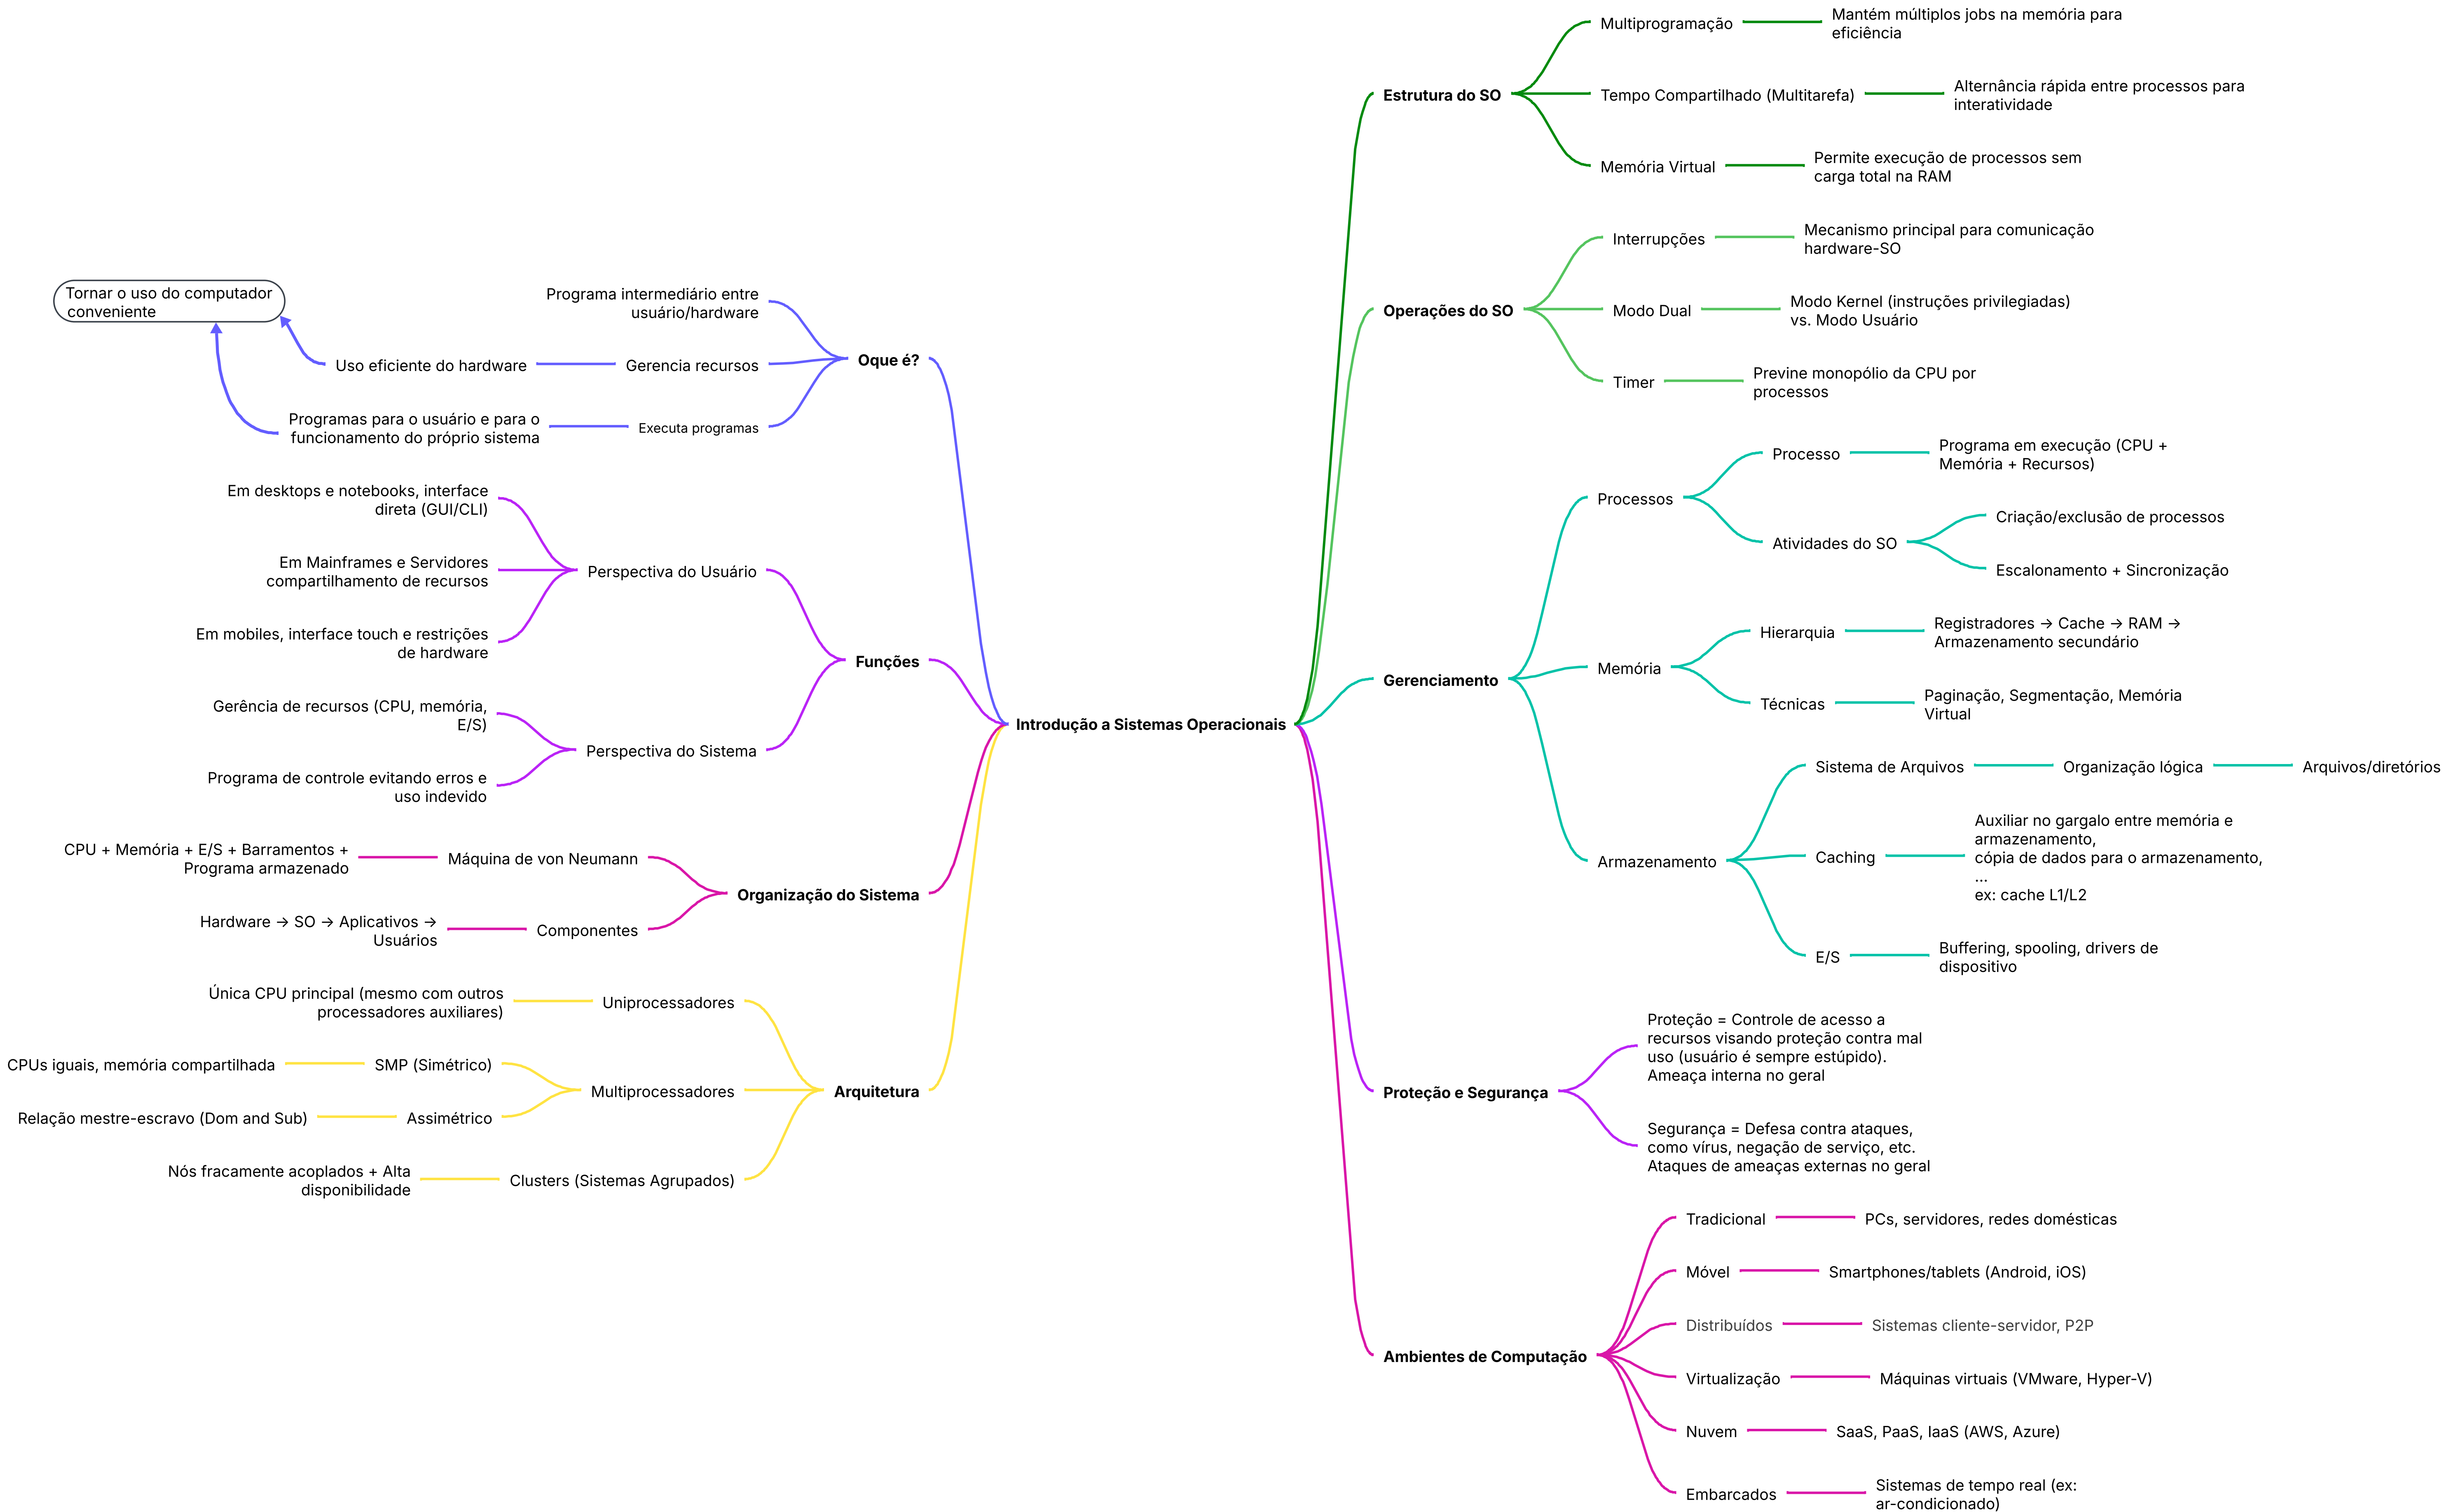 Introdução a Sistemas Operacionais
Oque é?
Programa intermediário entre
usuário/hardware
Gerencia recursos
Uso eficiente do hardware
Tornar o uso do computador
conveniente
Executa programas
Programas para o usuário e para o
funcionamento do próprio sistema
Funções
Perspectiva do Usuário
Em desktops e notebooks, interface
direta (GUI/CLI)
Em Mainframes e Servidores
compartilhamento de recursos
Em mobiles, interface touch e restrições
de hardware
Perspectiva do Sistema
Gerência de recursos (CPU, memória,
E/S)
Programa de controle evitando erros e
uso indevido
Organização do Sistema
Máquina de von Neumann
CPU + Memória + E/S + Barramentos +
Programa armazenado
Componentes
Hardware → SO → Aplicativos →
Usuários
Arquitetura
Uniprocessadores
Única CPU principal (mesmo com outros
processadores auxiliares)
Multiprocessadores
SMP (Simétrico)
CPUs iguais, memória compartilhada
Assimétrico
Relação mestre-escravo (Dom and Sub)
Clusters (Sistemas Agrupados)
Nós fracamente acoplados + Alta
disponibilidade
Estrutura do SO
Multiprogramação
Mantém múltiplos jobs na memória para
eficiência
Tempo Compartilhado (Multitarefa)
Alternância rápida entre processos para
interatividade
Memória Virtual
Permite execução de processos sem
carga total na RAM
Operações do SO
Interrupções
Mecanismo principal para comunicação
hardware-SO
Modo Dual
Modo Kernel (instruções privilegiadas)
vs. Modo Usuário
Timer
Previne monopólio da CPU por
processos
Gerenciamento
Processos
Processo
Programa em execução (CPU +
Memória + Recursos)
Atividades do SO
Criação/exclusão de processos
Escalonamento + Sincronização
Memória
Hierarquia
Registradores → Cache → RAM →
Armazenamento secundário
Técnicas
Paginação, Segmentação, Memória
Virtual
Armazenamento
Sistema de Arquivos
Organização lógica
Arquivos/diretórios
Caching
Auxiliar no gargalo entre memória e
armazenamento,
cópia de dados para o armazenamento,
...
ex: cache L1/L2
E/S
Buffering, spooling, drivers de
dispositivo
Proteção e Segurança
Proteção = Controle de acesso a
recursos visando proteção contra mal
uso (usuário é sempre estúpido).
Ameaça interna no geral
Segurança = Defesa contra ataques,
como vírus, negação de serviço, etc.
Ataques de ameaças externas no geral
Ambientes de Computação
Tradicional
PCs, servidores, redes domésticas
Móvel
Smartphones/tablets (Android, iOS)
Distribuídos
Sistemas cliente-servidor, P2P
Virtualização
Máquinas virtuais (VMware, Hyper-V)
Nuvem
SaaS, PaaS, IaaS (AWS, Azure)
Embarcados
Sistemas de tempo real (ex:
ar-condicionado)